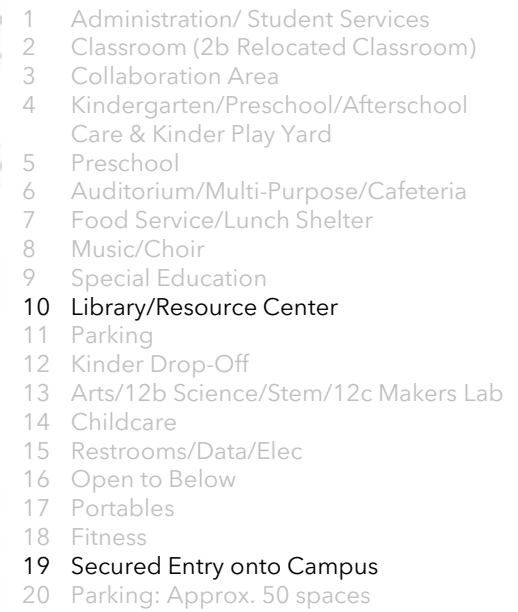 1 Administration/ Student Services
2 Classroom (2b Relocated Classroom)
3 Collaboration Area
4 Kindergarten/Preschool/Afterschool
Care & Kinder Play Yard
5 Preschool
6 Auditorium/Multi-Purpose/Cafeteria
7 Food Service/Lunch Shelter
8 Music/Choir
9 Special Education
10 Library/Resource Center
11 Parking
12 Kinder Drop-Off
13 Arts/12b Science/Stem/12c Makers Lab
14 Childcare
15 Restrooms/Data/Elec
16 Open to Below
17 Portables
18 Fitness
19 Secured Entry onto Campus
20 Parking: Approx. 50 spaces